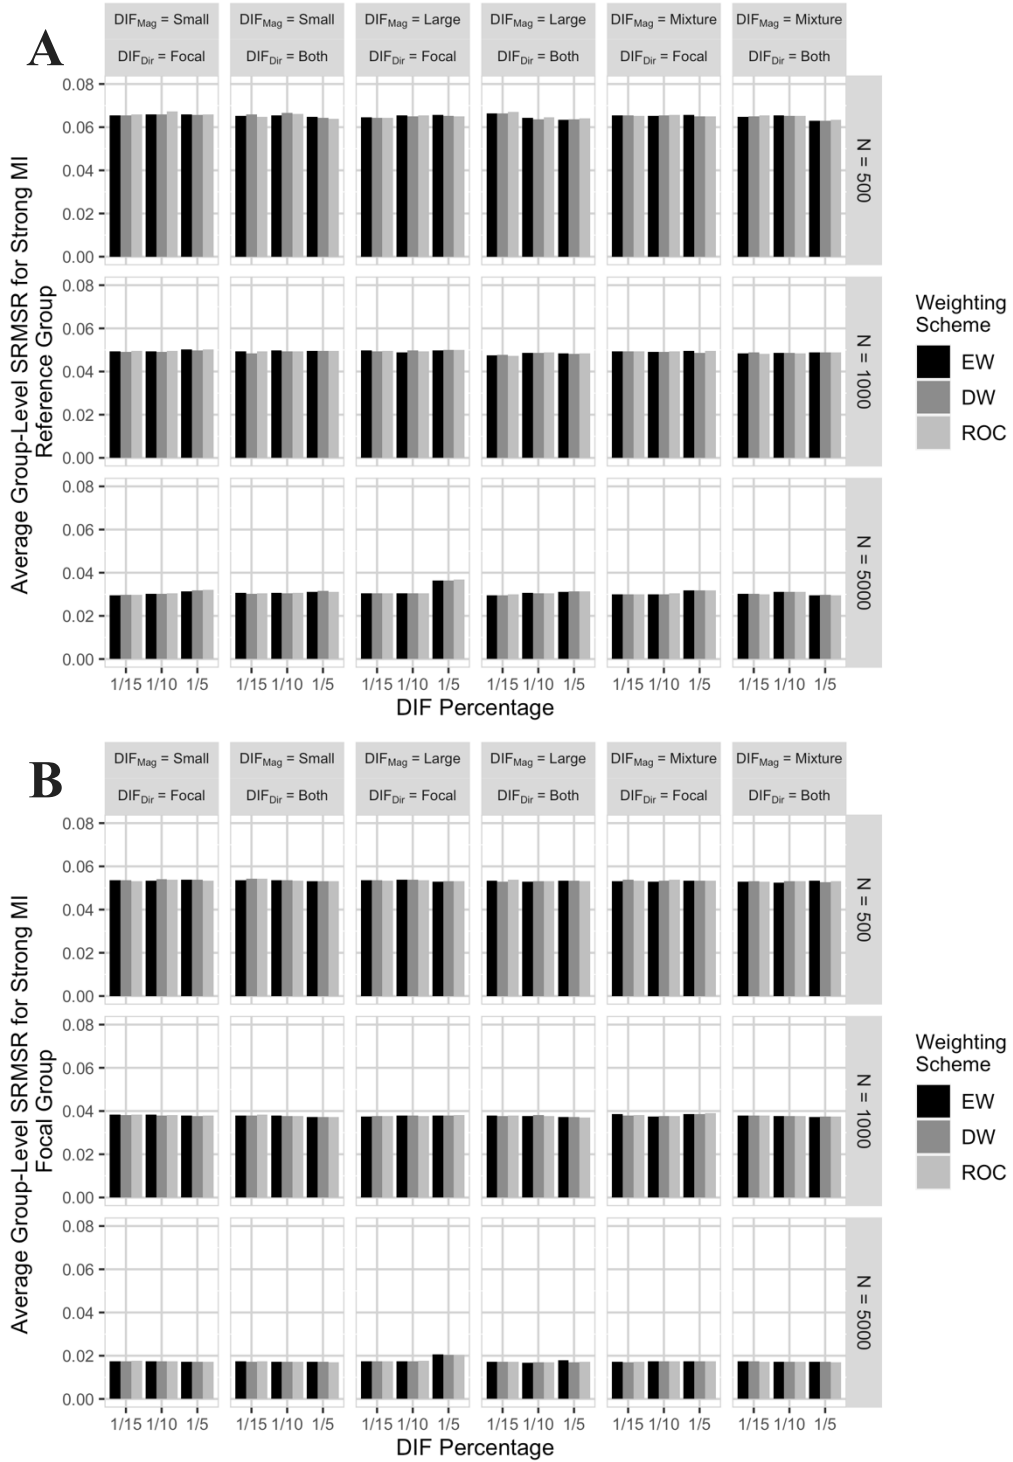 A
DIFMag = Small DIFMag = Small DIFMag = Large DIFMag = Large DIFMag = Mixture DIFMag = Mixture
DIFDir = Focal DIFDir = Both DIFDir = Focal DIFDir = Both DIFDir = Focal DIFDir = Both
Average Group-Level SRMSR for Strong MI
Reference Group
0.08
0.06
0.04
0.02
0.00
N = 500
0.08
0.06
0.04
0.02
0.00
N = 1000
0.08
0.06
0.04
0.02
0.00
N = 5000
1/15 1/10 1/5 1/15 1/10 1/5 1/15 1/10 1/5 1/15 1/10 1/5 1/15 1/10 1/5 1/15 1/10 1/5
DIF Percentage
Weighting
Scheme
EW
DW
ROC
B
DIFMag = Small DIFMag = Small DIFMag = Large DIFMag = Large DIFMag = Mixture DIFMag = Mixture
DIFDir = Focal DIFDir = Both DIFDir = Focal DIFDir = Both DIFDir = Focal DIFDir = Both
Average Group-Level SRMSR for Strong MI
Focal Group
0.08
0.06
0.04
0.02
0.00
N = 500
0.08
0.06
0.04
0.02
0.00
N = 1000
0.08
0.06
0.04
0.02
0.00
N = 5000
1/15 1/10 1/5 1/15 1/10 1/5 1/15 1/10 1/5 1/15 1/10 1/5 1/15 1/10 1/5 1/15 1/10 1/5
DIF Percentage
Weighting
Scheme
EW
DW
ROC